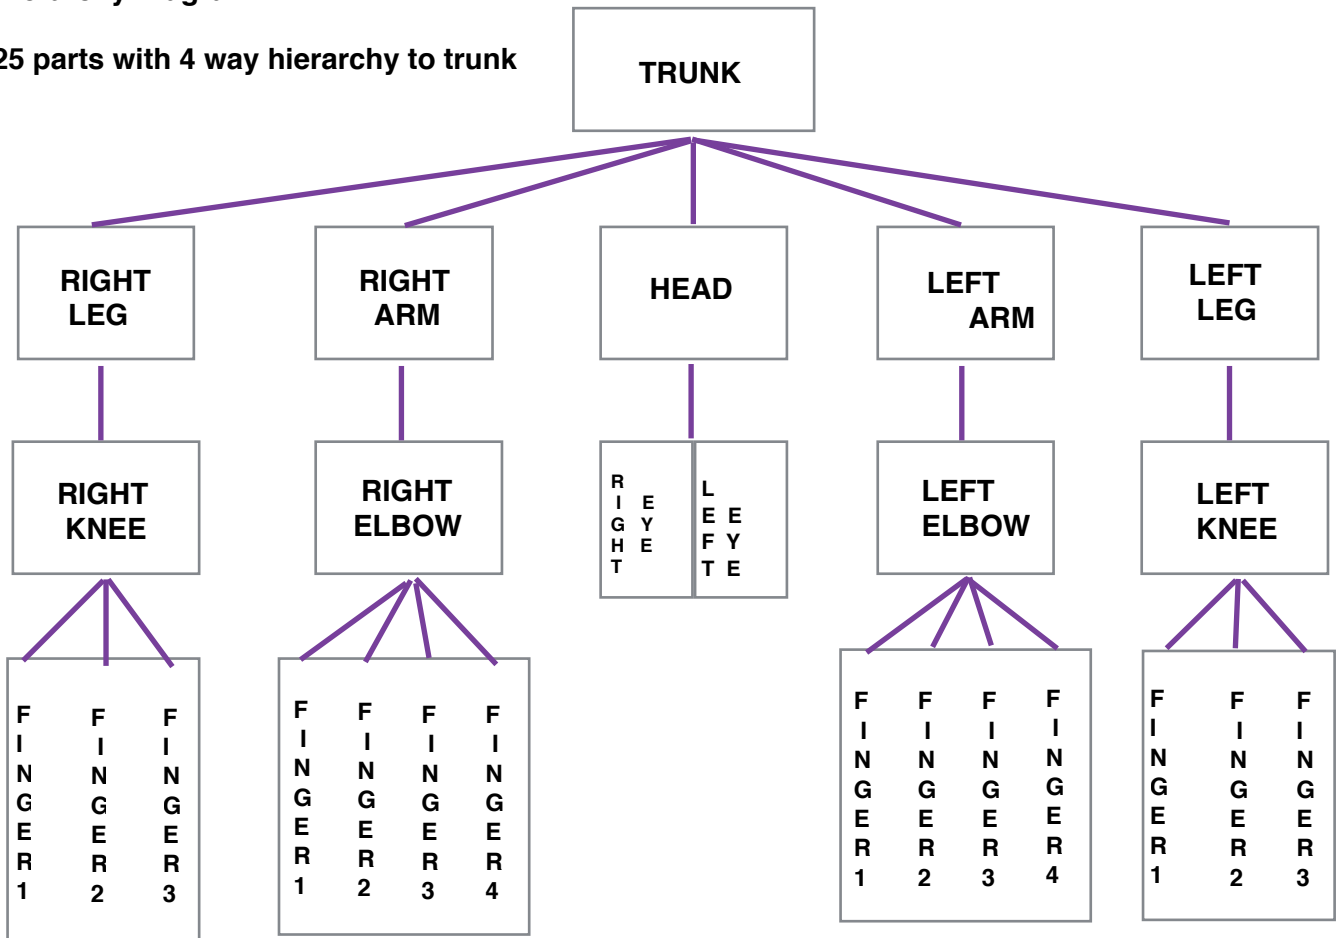 25 parts with 4 way hierarchy to trunk
TRUNK
RIGHT
LEG
RIGHT
ARM
HEAD
LEFT
ARM
LEFT
LEG
RIGHT
KNEE
RIGHT
ELBOW
RIGHT
EYE
LEFT
EYE
LEFT
ELBOW
LEFT
KNEE
FINGER1
FINGER2
FINGER3
FINGER1
FINGER2
FINGER3
FINGER4
FINGER1
FINGER2
FINGER3
FINGER4
FINGER1
FINGER2
FINGER3